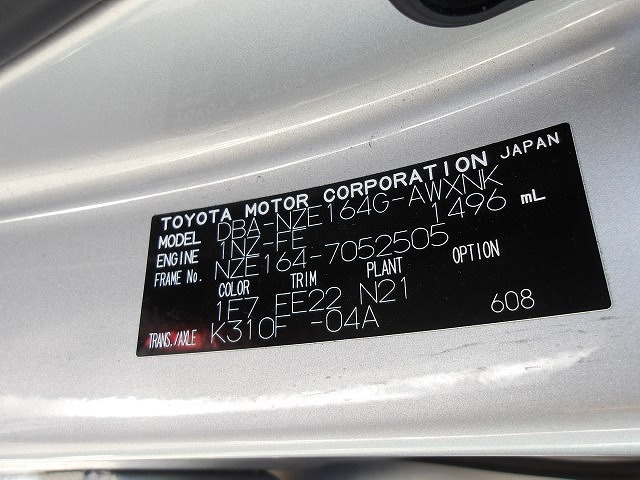 TOYOTA MOTOR CORPORATION JAPAN
MODEL DBA-NZE164G-AWXNK
ENGINE 1NZ-FE 1496 mL
FRAME No. NZE164-7052505
COLOR TRIM PLANT OPTION
1E7 FE22 N21
TRANS./AXLE K310F -04A 608